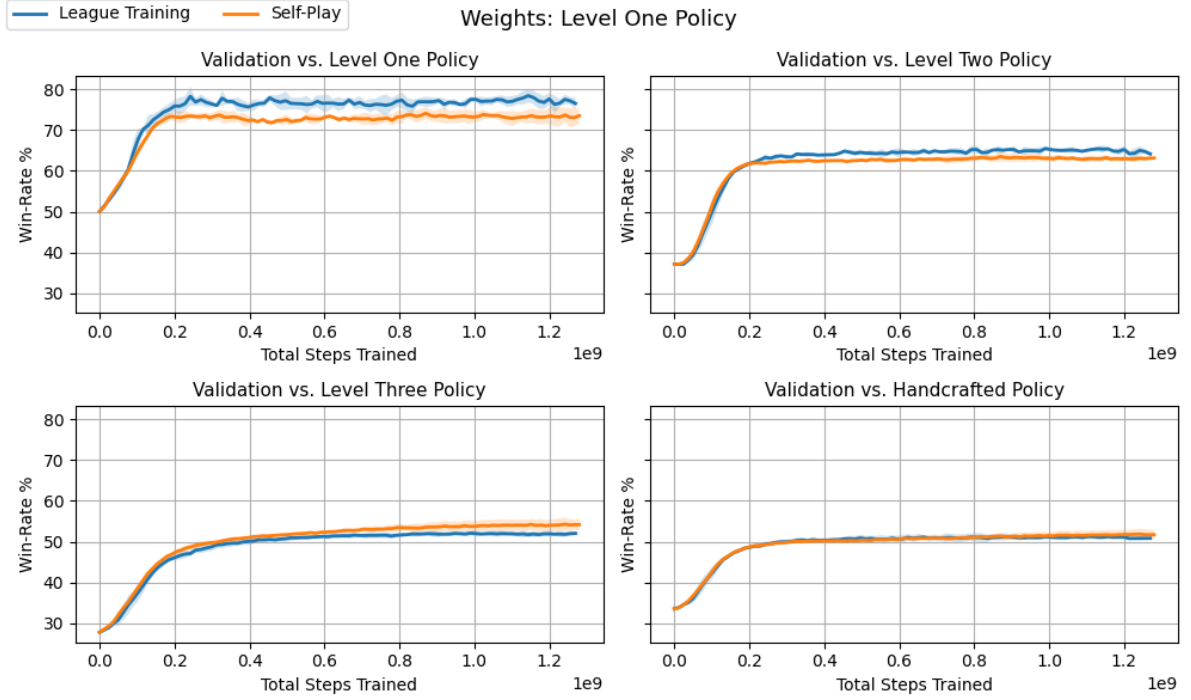 League Training Self-Play
Weights: Level One Policy
Validation vs. Level One Policy
Win-Rate %
80
70
60
50
40
30
0.0 0.2 0.4 0.6 0.8 1.0 1.2
Total Steps Trained
1e9
Validation vs. Level Two Policy
Win-Rate %
0.0 0.2 0.4 0.6 0.8 1.0 1.2
Total Steps Trained
1e9
Validation vs. Level Three Policy
Win-Rate %
80
70
60
50
40
30
0.0 0.2 0.4 0.6 0.8 1.0 1.2
Total Steps Trained
1e9
Validation vs. Handcrafted Policy
Win-Rate %
0.0 0.2 0.4 0.6 0.8 1.0 1.2
Total Steps Trained
1e9